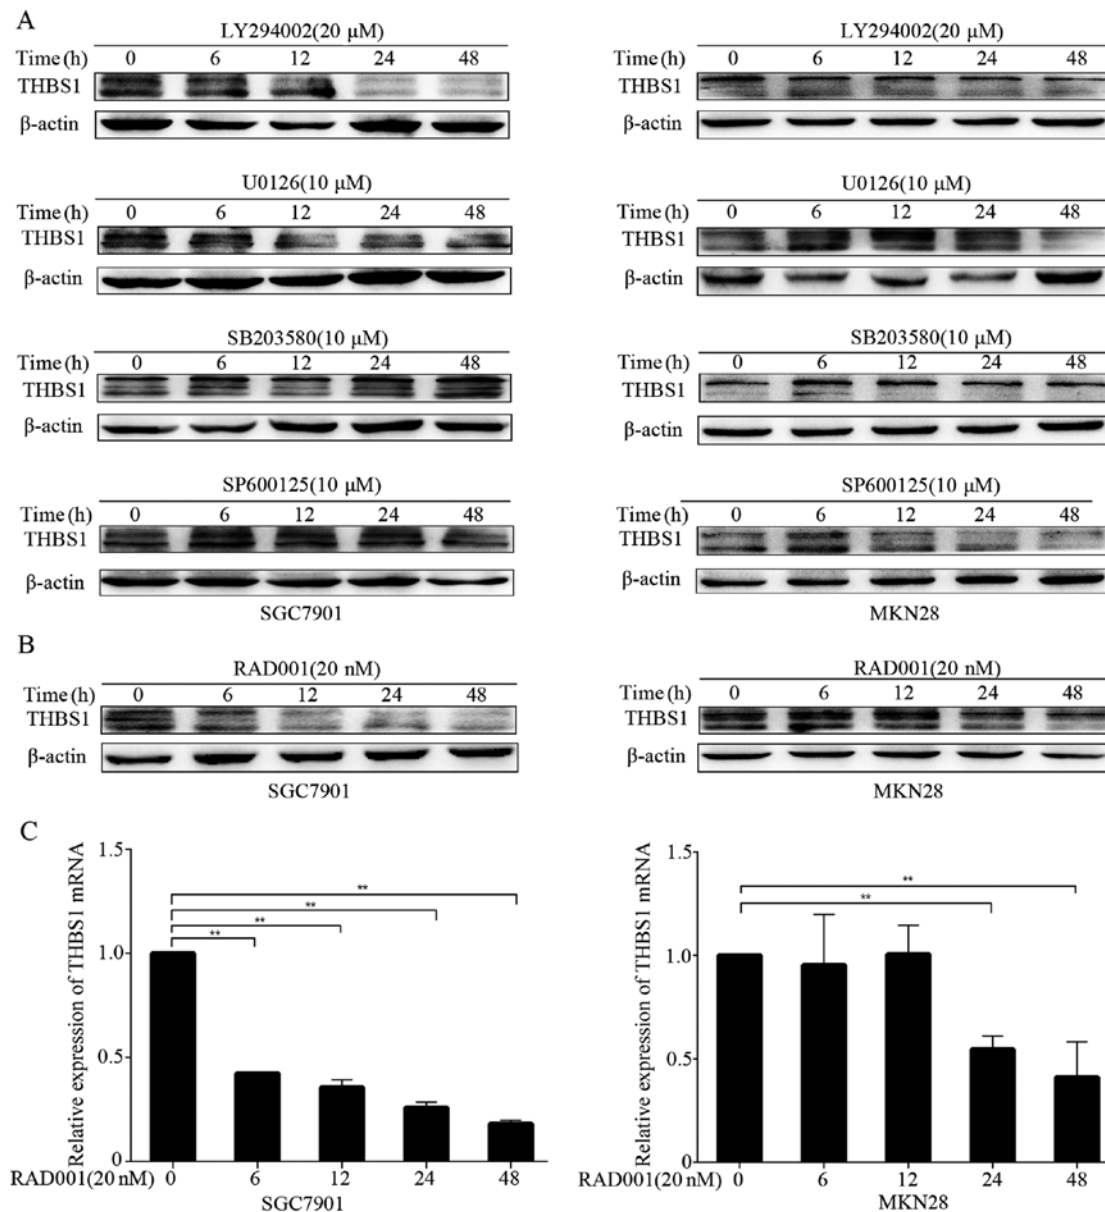 A
LY294002(20 μM)
Time (h) 0 6 12 24 48
THBS1
β-actin
U0126(10 μM)
Time (h) 0 6 12 24 48
THBS1
β-actin
SB203580(10 μM)
Time (h) 0 6 12 24 48
THBS1
β-actin
SP600125(10 μM)
Time (h) 0 6 12 24 48
THBS1
β-actin
SGC7901
LY294002(20 μM)
Time (h) 0 6 12 24 48
THBS1
β-actin
U0126(10 μM)
Time (h) 0 6 12 24 48
THBS1
β-actin
SB203580(10 μM)
Time (h) 0 6 12 24 48
THBS1
β-actin
SP600125(10 μM)
Time (h) 0 6 12 24 48
THBS1
β-actin
MKN28
B
RAD001(20 nM)
Time (h) 0 6 12 24 48
THBS1
β-actin
SGC7901
RAD001(20 nM)
Time (h) 0 6 12 24 48
THBS1
β-actin
MKN28
C
Relative expression of THBS1 mRNA
1.5
1.0
0.5
0
**
**
**
**
RAD001(20 nM) 0 6 12 24 48
SGC7901
Relative expression of THBS1 mRNA
1.5
1.0
0.5
0
**
**
RAD001(20 nM) 0 6 12 24 48
MKN28